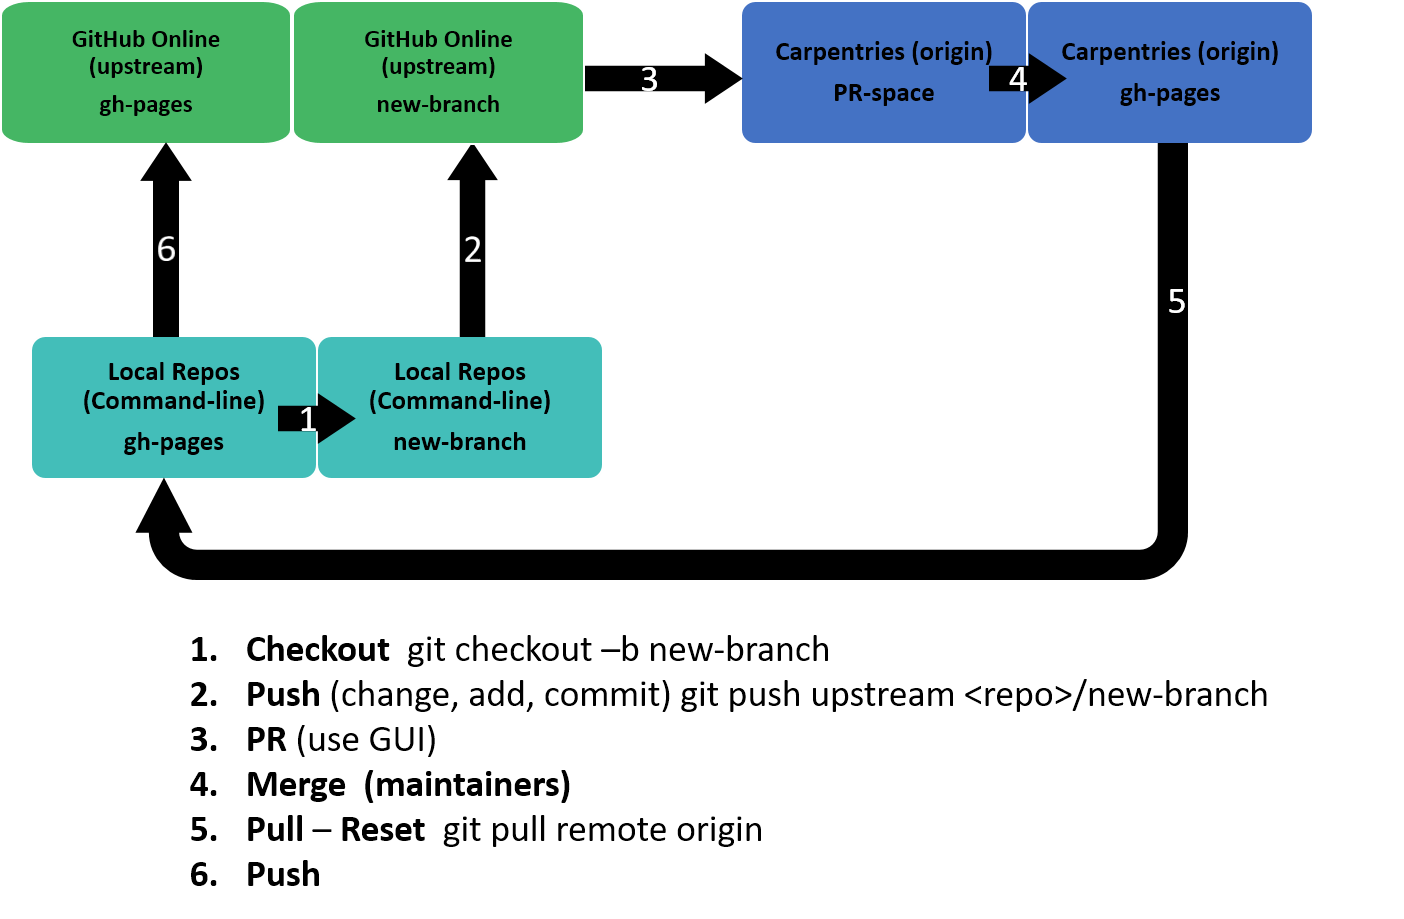 GitHub Online
(upstream)
gh-pages
GitHub Online
(upstream)
new-branch
3
Carpentries (origin)
PR-space
4
Carpentries (origin)
gh-pages
6
2
5
Local Repos
(Command-line)
gh-pages
1
Local Repos
(Command-line)
new-branch
1. Checkout git checkout –b new-branch
2. Push (change, add, commit) git push upstream <repo>/new-branch
3. PR (use GUI)
4. Merge (maintainers)
5. Pull – Reset git pull remote origin
6. Push